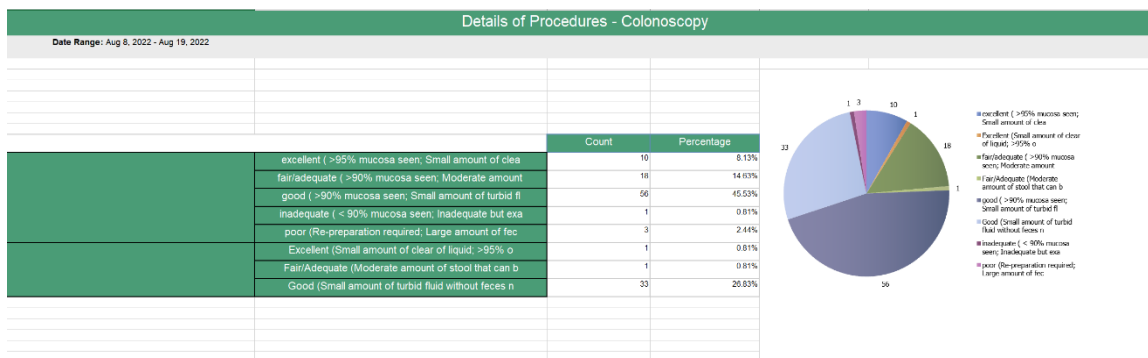 Details of Procedures - Colonoscopy
Date Range: Aug 8, 2022 - Aug 19, 2022
Count Percentage
excellent ( >95% mucosa seen; Small amount of clea 10 8.13%
fair/adequate ( >90% mucosa seen; Moderate amount 18 14.63%
good ( >90% mucosa seen; Small amount of turbid fl 56 45.53%
inadequate ( < 90% mucosa seen; Inadequate but exa 1 0.81%
poor (Re-preparation required; Large amount of fec 3 2.44%
Excellent (Small amount of clear of liquid; >95% o 1 0.81%
Fair/Adequate (Moderate amount of stool that can b 1 0.81%
Good (Small amount of turbid fluid without feces n 33 26.83%
1 3 10 1
33 18
1
56
excellent ( >95% mucosa seen;
Small amount of clea
Excellent (Small amount of clear
of liquid; >95% o
fair/adequate ( >90% mucosa
seen; Moderate amount
Fair/Adequate (Moderate
amount of stool that can b
good ( >90% mucosa seen;
Small amount of turbid fl
Good (Small amount of turbid
fluid without feces n
inadequate ( < 90% mucosa
seen; Inadequate but exa
poor (Re-preparation required;
Large amount of fec